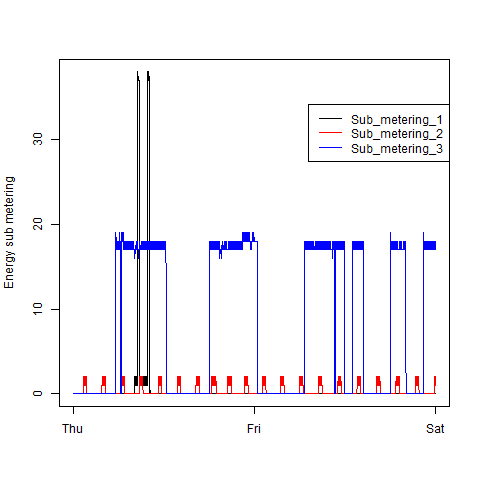 Sub_metering_1
Sub_metering_2
Sub_metering_3
Energy sub metering
30
20
10
0
Thu
Fri
Sat